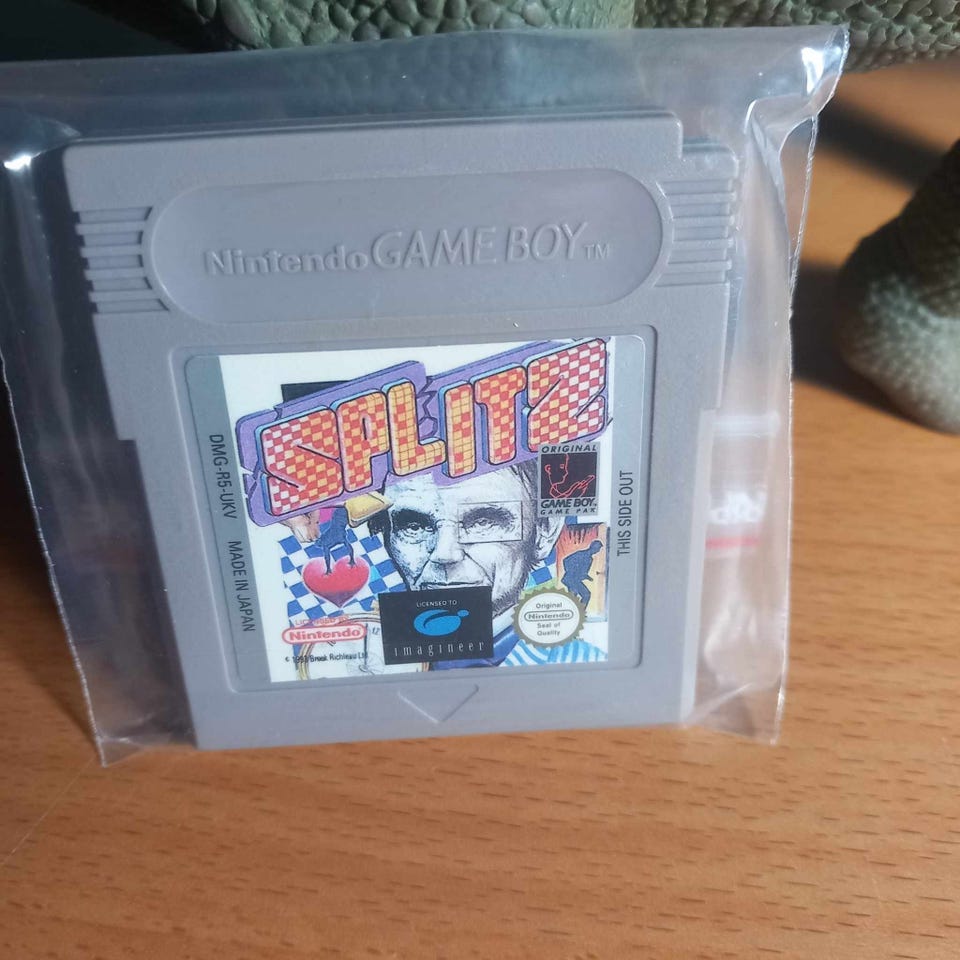 Nintendo GAME BOY TM
SPLITZ
ORIGINAL
GAME BOY
GAME PAK
DMG-R5-UKV MADE IN JAPAN
THIS SIDE OUT
LICENSED BY
Nintendo
LICENSED TO
imagineer
Original
Nintendo
Seal of
Quality
12